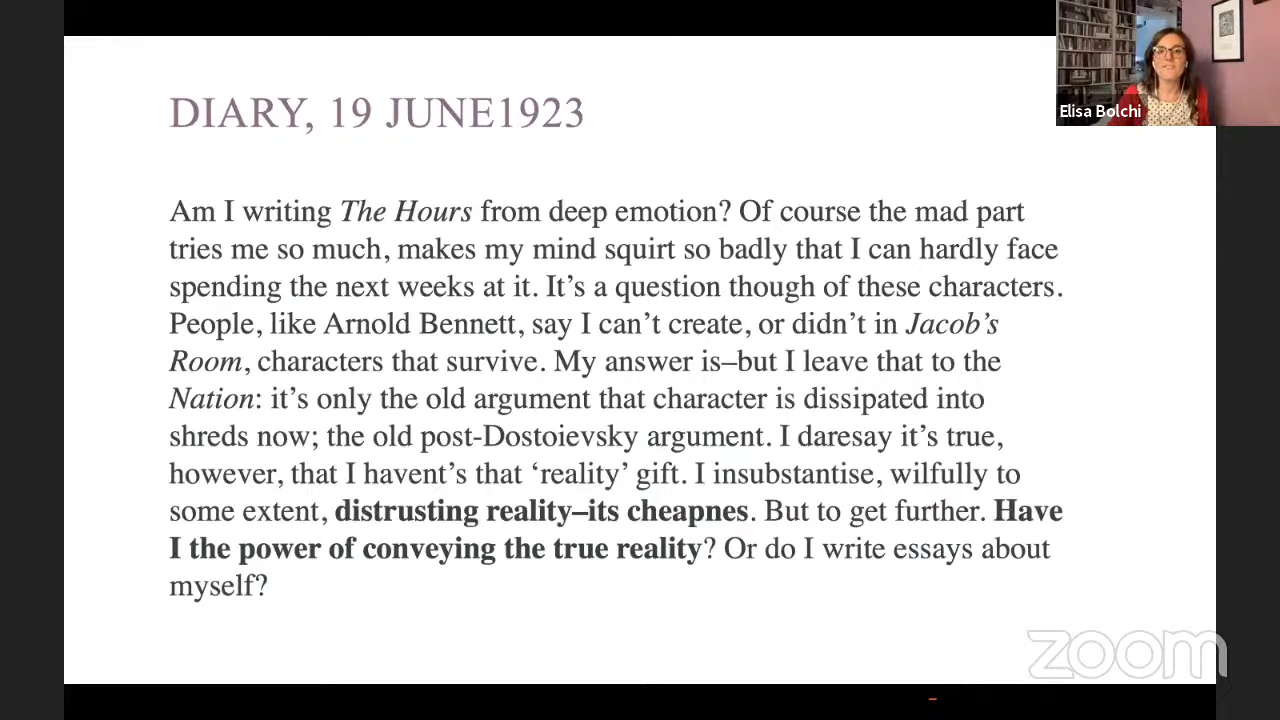 DIARY, 19 JUNE1923
Elisa Bolchi
Am I writing The Hours from deep emotion? Of course the mad part
tries me so much, makes my mind squirt so badly that I can hardly face
spending the next weeks at it. It’s a question though of these characters.
People, like Arnold Bennett, say I can’t create, or didn’t in Jacob’s
Room, characters that survive. My answer is–but I leave that to the
Nation: it’s only the old argument that character is dissipated into
shreds now; the old post-Dostoievsky argument. I daresay it’s true,
however, that I havent’s that ‘reality’ gift. I insubstantise, wilfully to
some extent, distrusting reality–its cheapnes. But to get further. Have
I the power of conveying the true reality? Or do I write essays about
myself?
zoom